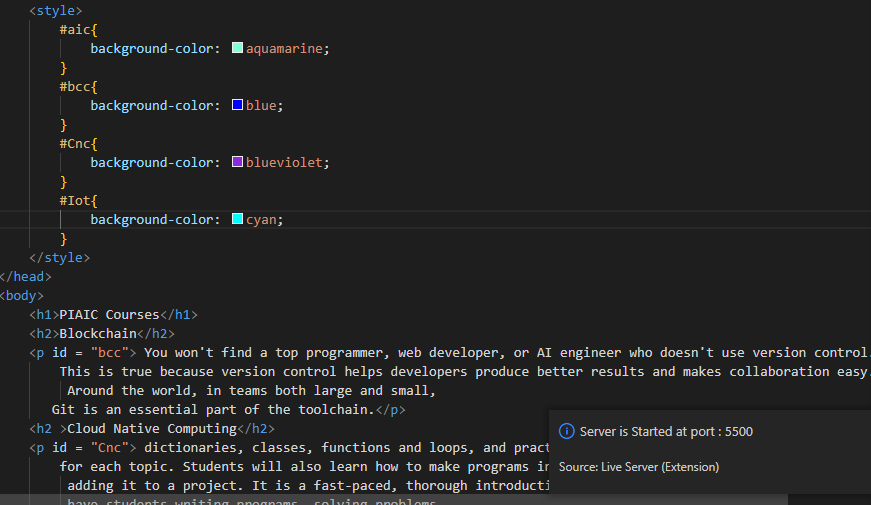 <style>
#aic{
background-color: aquamarine;
}
#bcc{
background-color: blue;
}
#Cnc{
background-color: blueviolet;
}
#Iot{
background-color: cyan;
}
</style>
</head>
<body>
<h1>PIAIC Courses</h1>
<h2>Blockchain</h2>
<p id = "bcc"> You won't find a top programmer, web developer, or AI engineer who doesn't use version control.
This is true because version control helps developers produce better results and makes collaboration easy.
Around the world, in teams both large and small,
Git is an essential part of the toolchain.</p>
<h2 >Cloud Native Computing</h2>
<p id = "Cnc"> dictionaries, classes, functions and loops, and pract
for each topic. Students will also learn how to make programs in
adding it to a project. It is a fast-paced, thorough introducti
have students writing programs, solving problems
Server is Started at port : 5500
Source: Live Server (Extension)